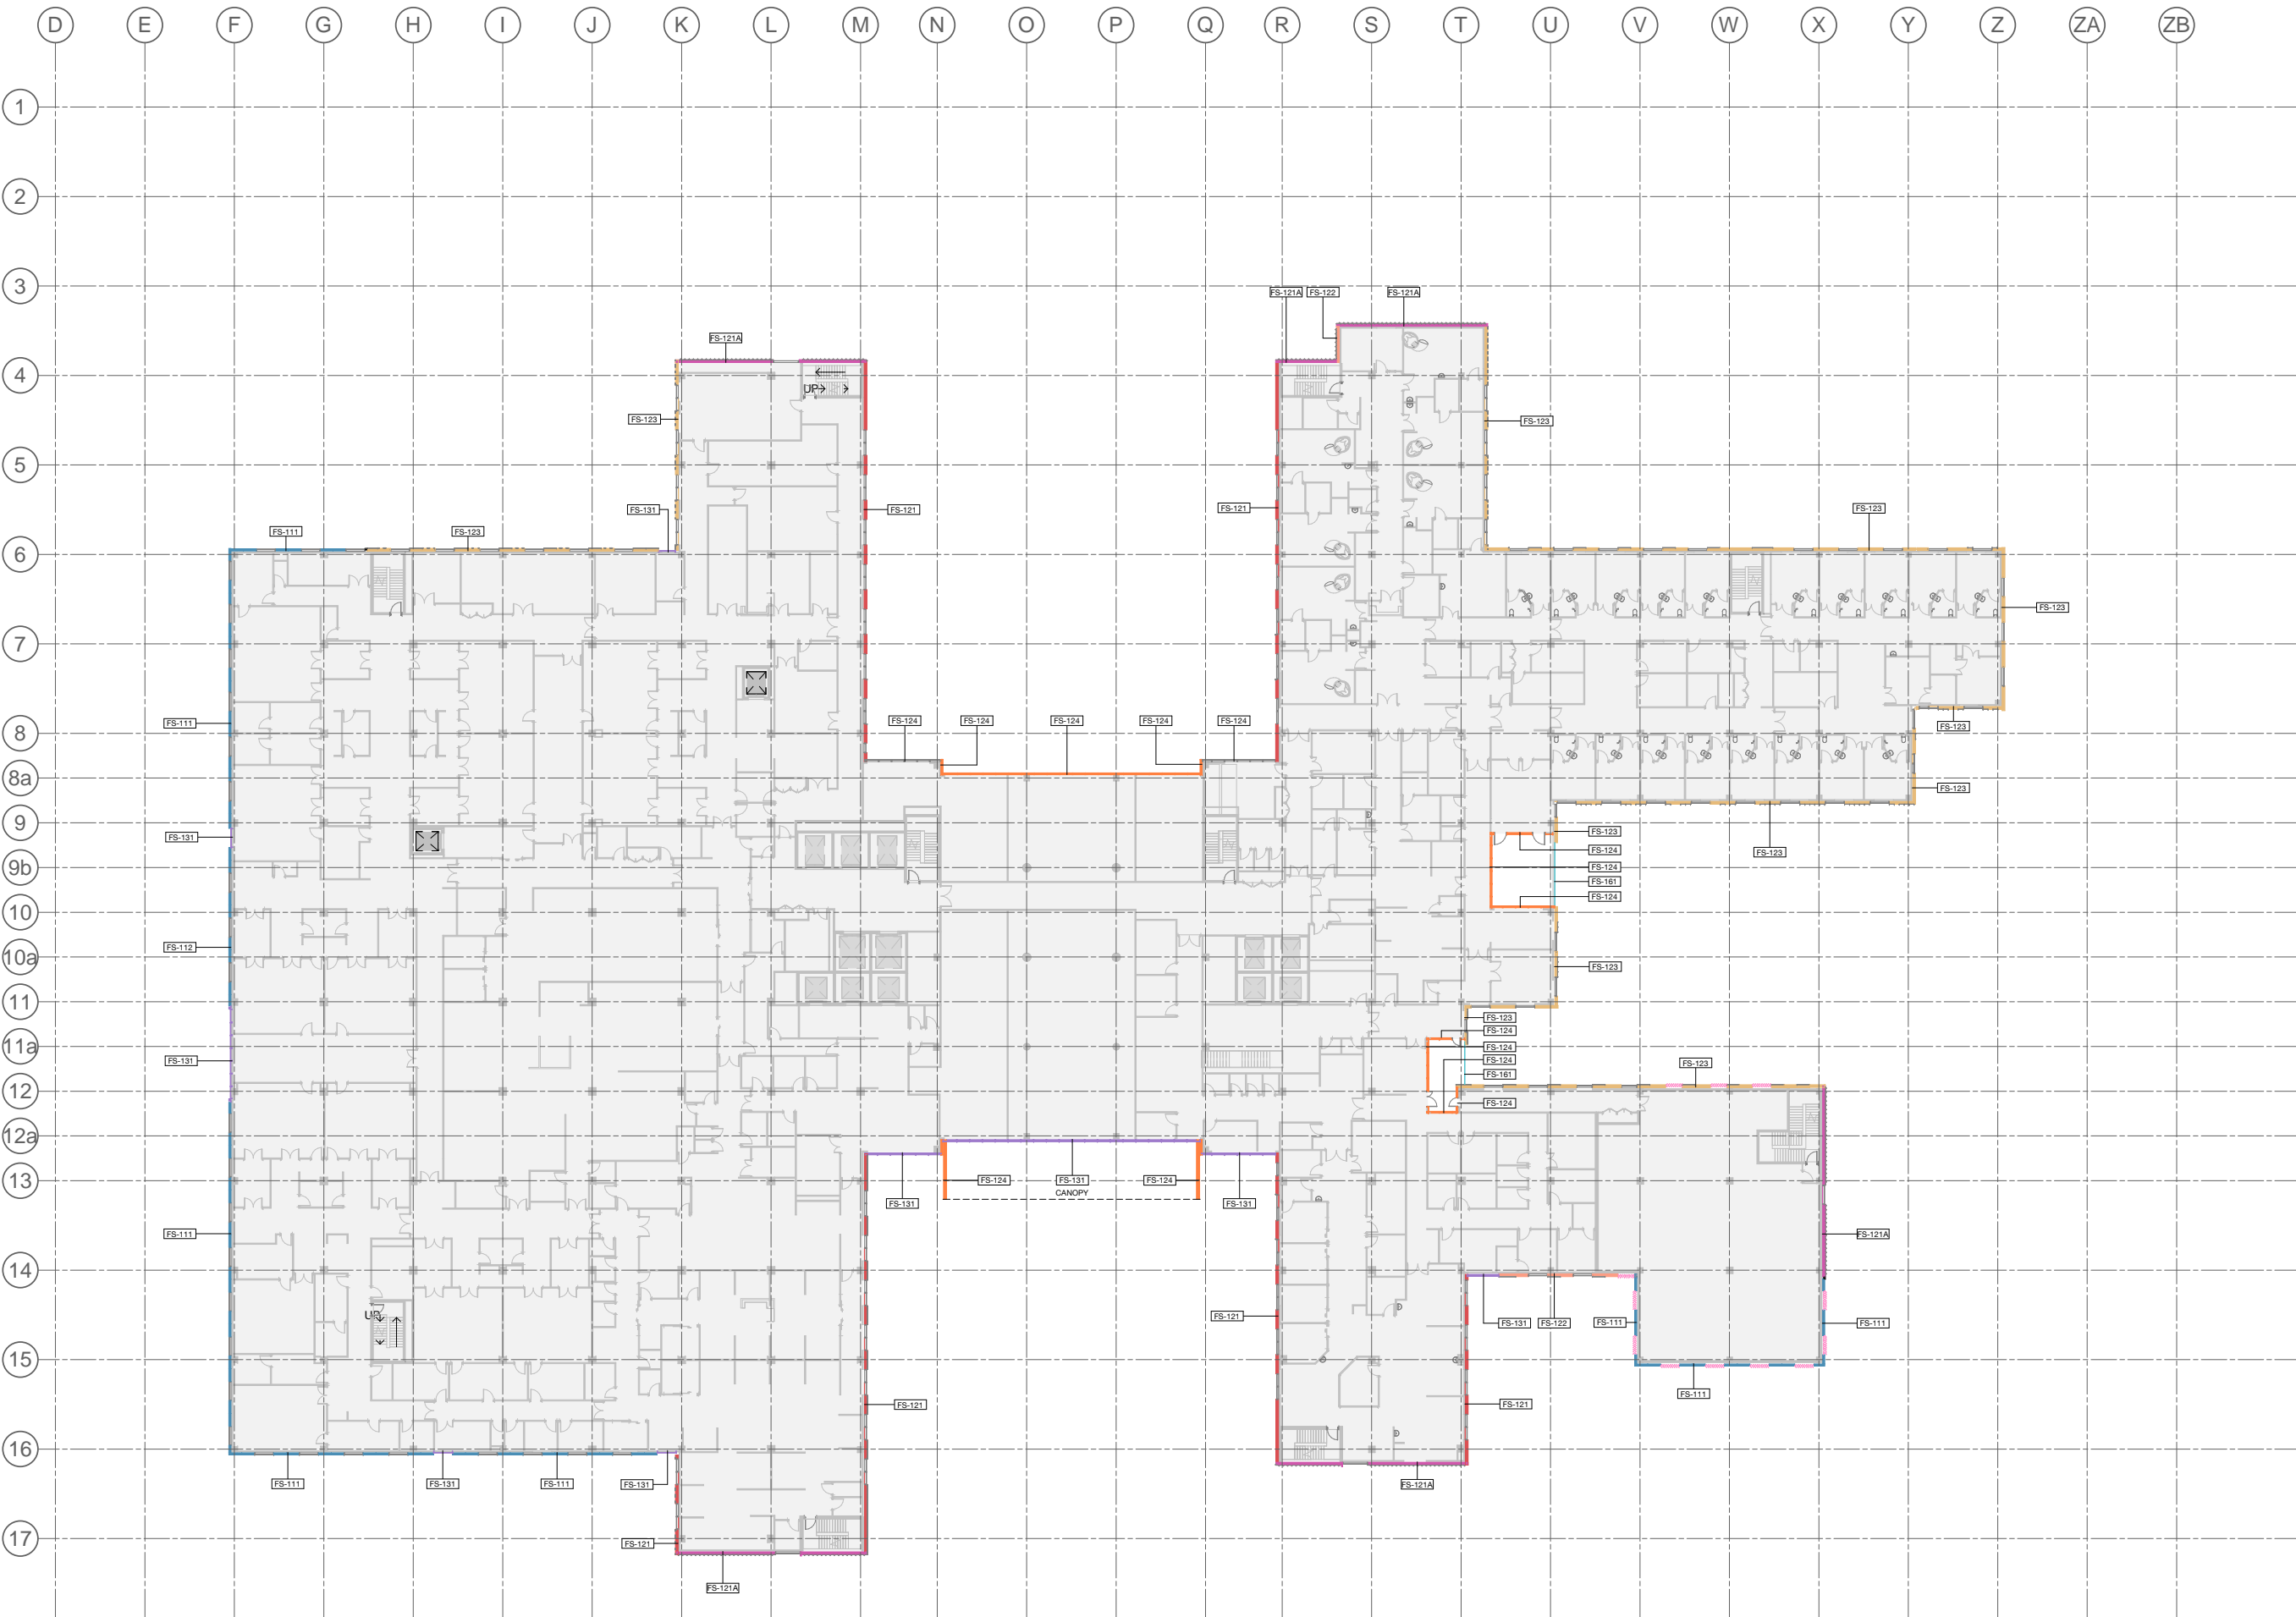 D E F G H I J K L M N O P Q R S T U V W X Y Z ZA ZB
1
2
3
FS-121A FS-122 FS-121A
FS-121A
4
FS-123 FS-123
UP
5
FS-131 FS-121 FS-121 FS-123
FS-111 FS-123
6
FS-123
7
FS-111 FS-124 FS-124 FS-124 FS-124 FS-124 FS-123
8
8a
FS-123
9
FS-131 FS-123
FS-124 FS-123
9b
FS-124
FS-161
FS-124
10
FS-112
10a
FS-123
11
FS-123
FS-124
11a
FS-124
FS-131 FS-124
FS-123
FS-161
12
FS-124
12a
13
FS-124 FS-131 FS-124
CANOPY
FS-131 FS-131
FS-111 FS-121A
14
UP
FS-121 FS-131 FS-122 FS-111 FS-111
15
FS-111
FS-121 FS-121
16
FS-111 FS-131 FS-111 FS-131 FS-121A
17
FS-121
FS-121A